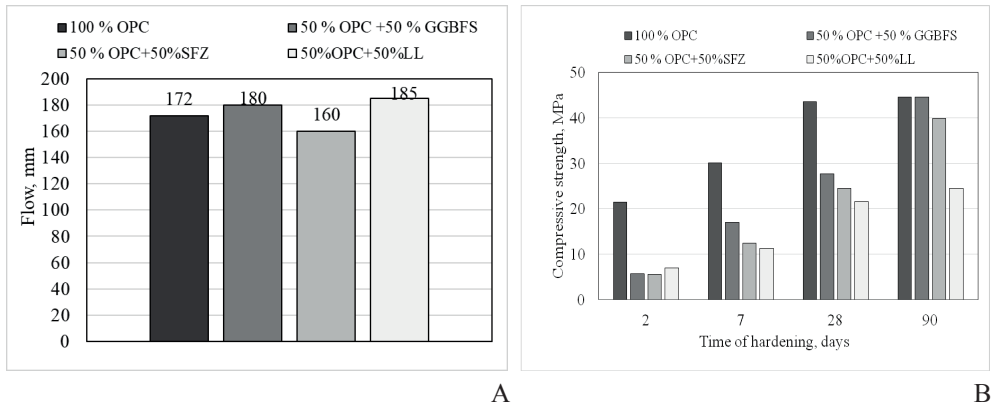 100 % OPC
50 % OPC +50 % GGBFS
50 % OPC+50%SFZ
50%OPC+50%LL
Flow, mm
200
180
160
140
120
100
80
60
40
20
0
172
180
160
185
A
100 % OPC
50 % OPC +50 % GGBFS
50 % OPC+50%SFZ
50%OPC+50%LL
Compressive strength, MPa
50
40
30
20
10
0
2 7 28 90
Time of hardening, days
B